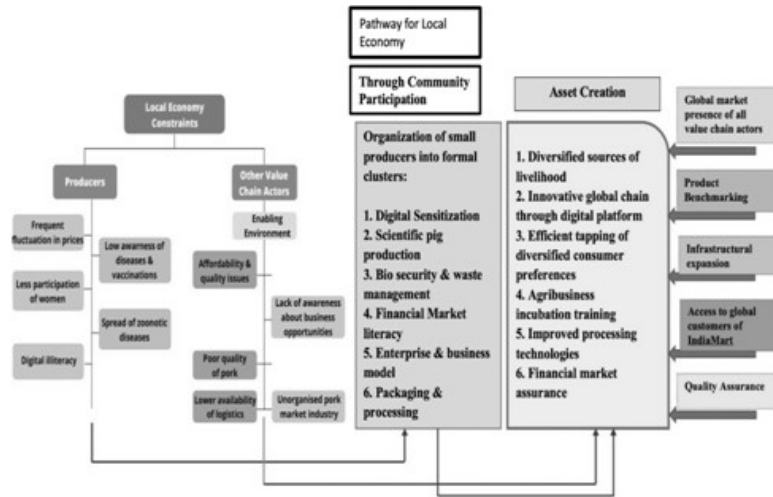 Pathway for Local
Economy
Through Community
Participation
Asset Creation
Local Economy
Constraints
Producers
Other Value
Chain Actors
Enabling
Environment
Frequent
fluctuation in prices
Low awarness of
diseases &
vaccinations
Less participation
of women
Spread of zoonotic
diseases
Digital illiteracy
Affordability &
quality issues
Lack of awareness
about business
opportunities
Poor quality
of pork
Lower availability
of logistics
Unorganised pork
market industry
Organization of small
producers into formal
clusters:
1. Digital Sensitization
2. Scientific pig
production
3. Bio security & waste
management
4. Financial Market
literacy
5. Enterprise & business
model
6. Packaging &
processing
1. Diversified sources of
livelihood
2. Innovative global chain
through digital platform
3. Efficient tapping of
diversified consumer
preferences
4. Agribusiness
incubation training
5. Improved processing
technologies
6. Financial market
assurance
Global market
presence of all
value chain actors
Product
Benchmarking
Infrastructural
expansion
Access to global
customers of
IndiaMart
Quality Assurance